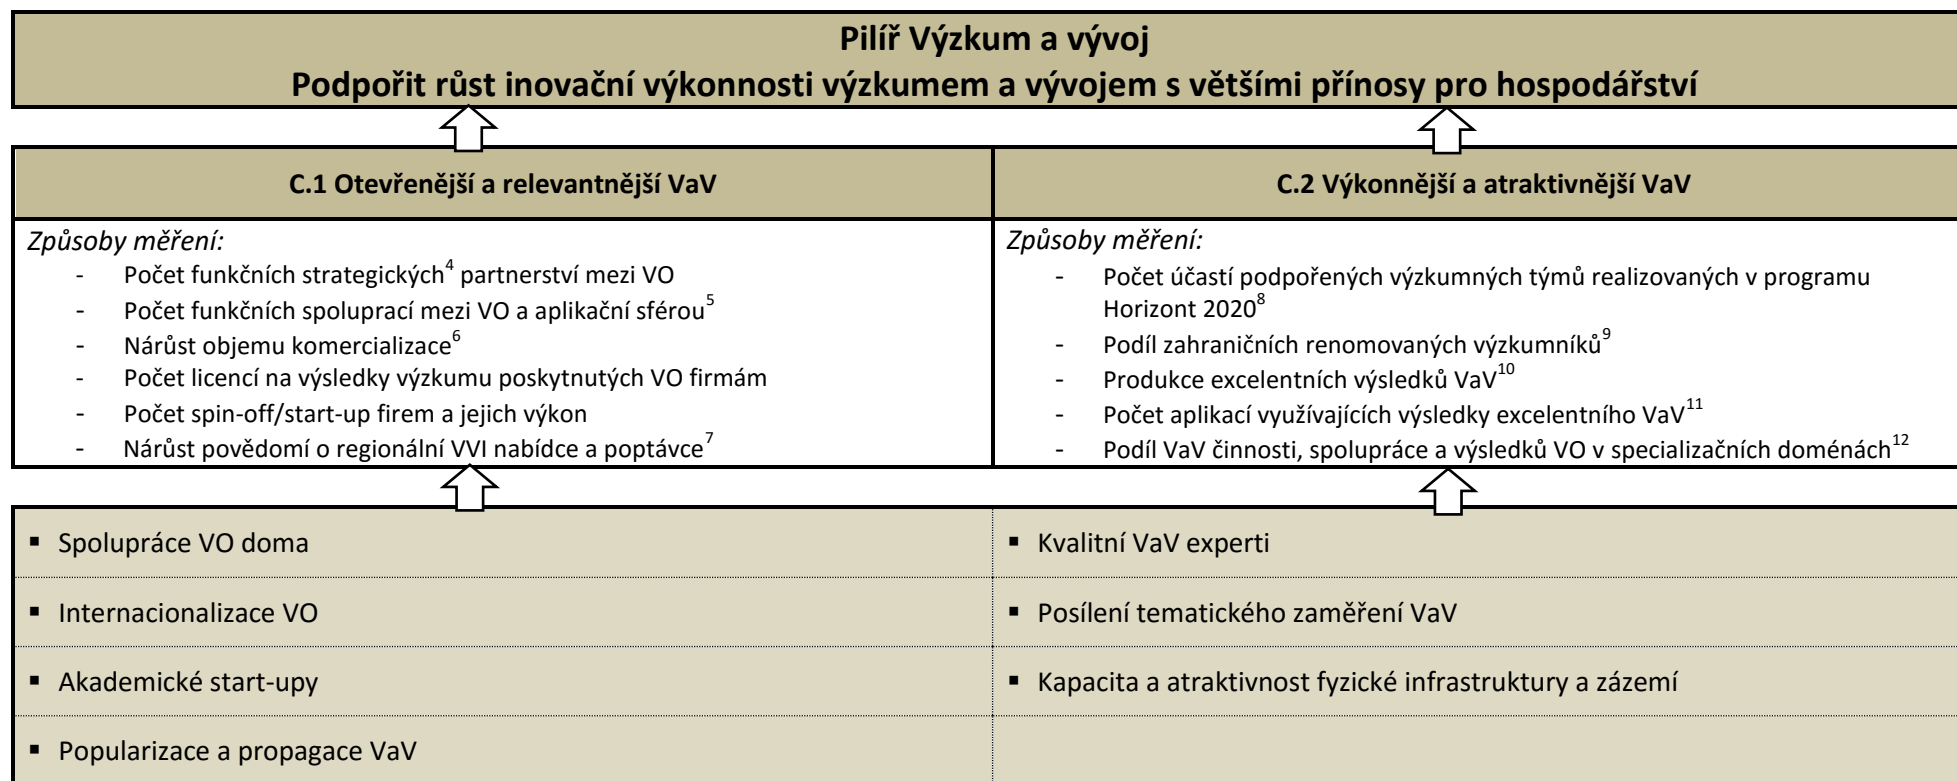 Pilíř Výzkum a vývoj
Podpořit růst inovační výkonnosti výzkumem a vývojem s většími přínosy pro hospodářství
C.1 Otevřenější a relevantnější VaV
Způsoby měření:
- Počet funkčních strategických⁴ partnerství mezi VO
- Počet funkčních spoluprací mezi VO a aplikační sférou⁵
- Nárůst objemu komercializace⁶
- Počet licencí na výsledky výzkumu poskytnutých VO firmám
- Počet spin-off/start-up firem a jejich výkon
- Nárůst povědomí o regionální VVI nabídce a poptávce⁷
C.2 Výkonnější a atraktivnější VaV
Způsoby měření:
- Počet účastí podpořených výzkumných týmů realizovaných v programu
Horizont 2020⁸
- Podíl zahraničních renomovaných výzkumníků⁹
- Produkce excelentních výsledků VaV¹⁰
- Počet aplikací využívajících výsledky excelentního VaV¹¹
- Podíl VaV činnosti, spolupráce a výsledků VO v specializačních doménách¹²
▪ Spolupráce VO doma
▪ Internacionalizace VO
▪ Akademické start-upy
▪ Popularizace a propagace VaV
▪ Kvalitní VaV experti
▪ Posílení tematického zaměření VaV
▪ Kapacita a atraktivnost fyzické infrastruktury a zázemí